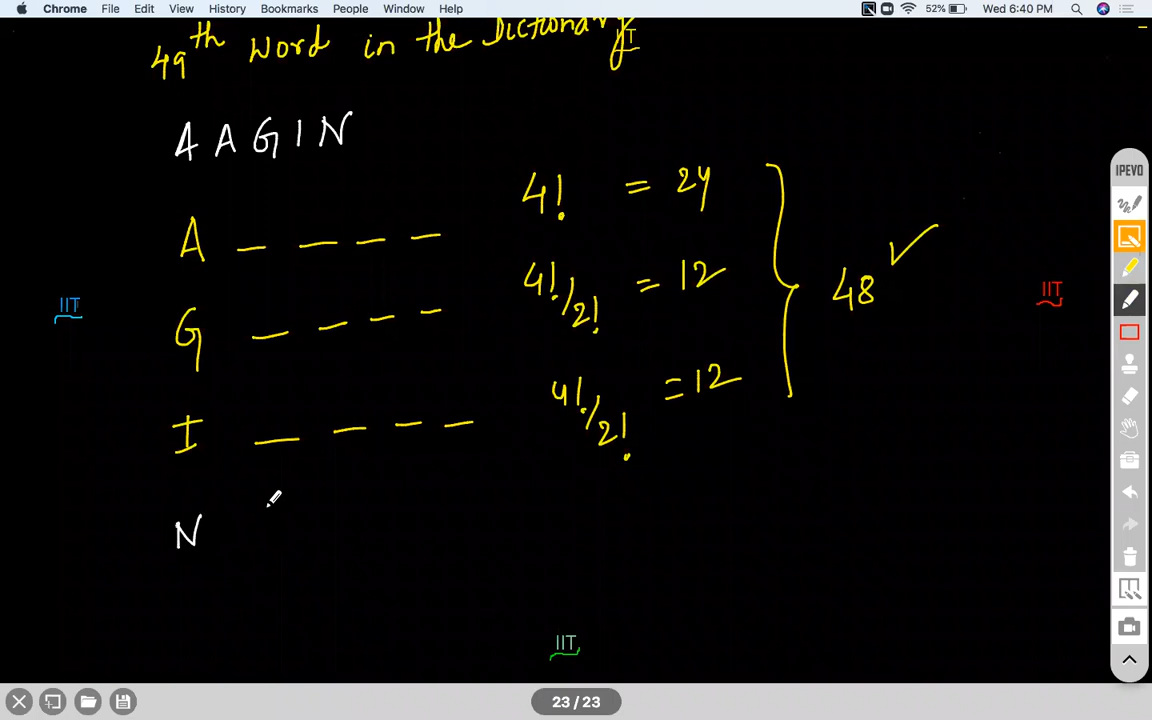 Chrome File Edit View History Bookmarks People Window Help 52% Wed 6:40 PM
49th Word in the Dictionary
IIT
A A G I N
IPEVO
4! = 24
A _ _ _ _
4!/2! = 12
48 ✓
IIT
IIT
G _ _ _ _
4!/2! = 12
I _ _ _ _
N
IIT
23 / 23